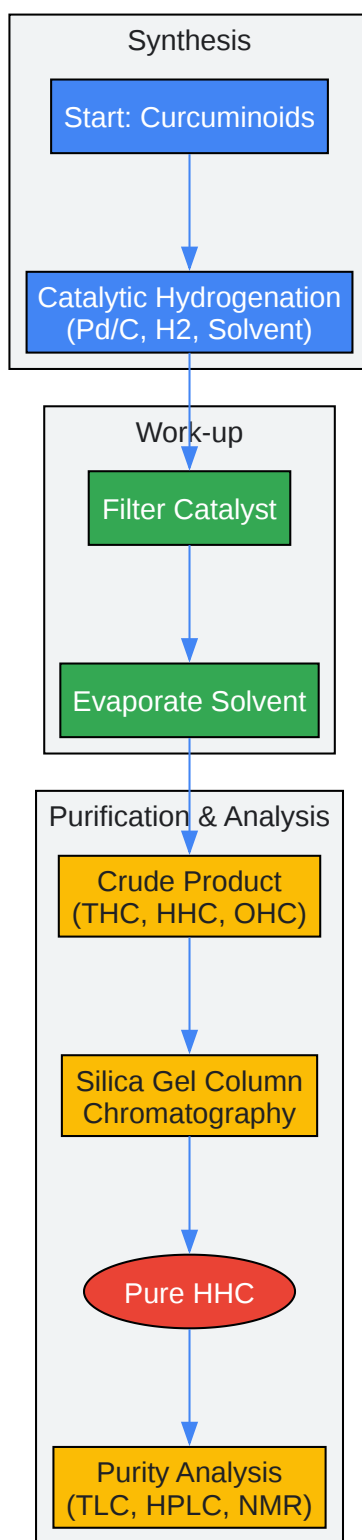 Synthesis
Start: Curcuminoids
Catalytic Hydrogenation
(Pd/C, H2, Solvent)
Work-up
Filter Catalyst
Evaporate Solvent
Purification & Analysis
Crude Product
(THC, HHC, OHC)
Silica Gel Column
Chromatography
Pure HHC
Purity Analysis
(TLC, HPLC, NMR)